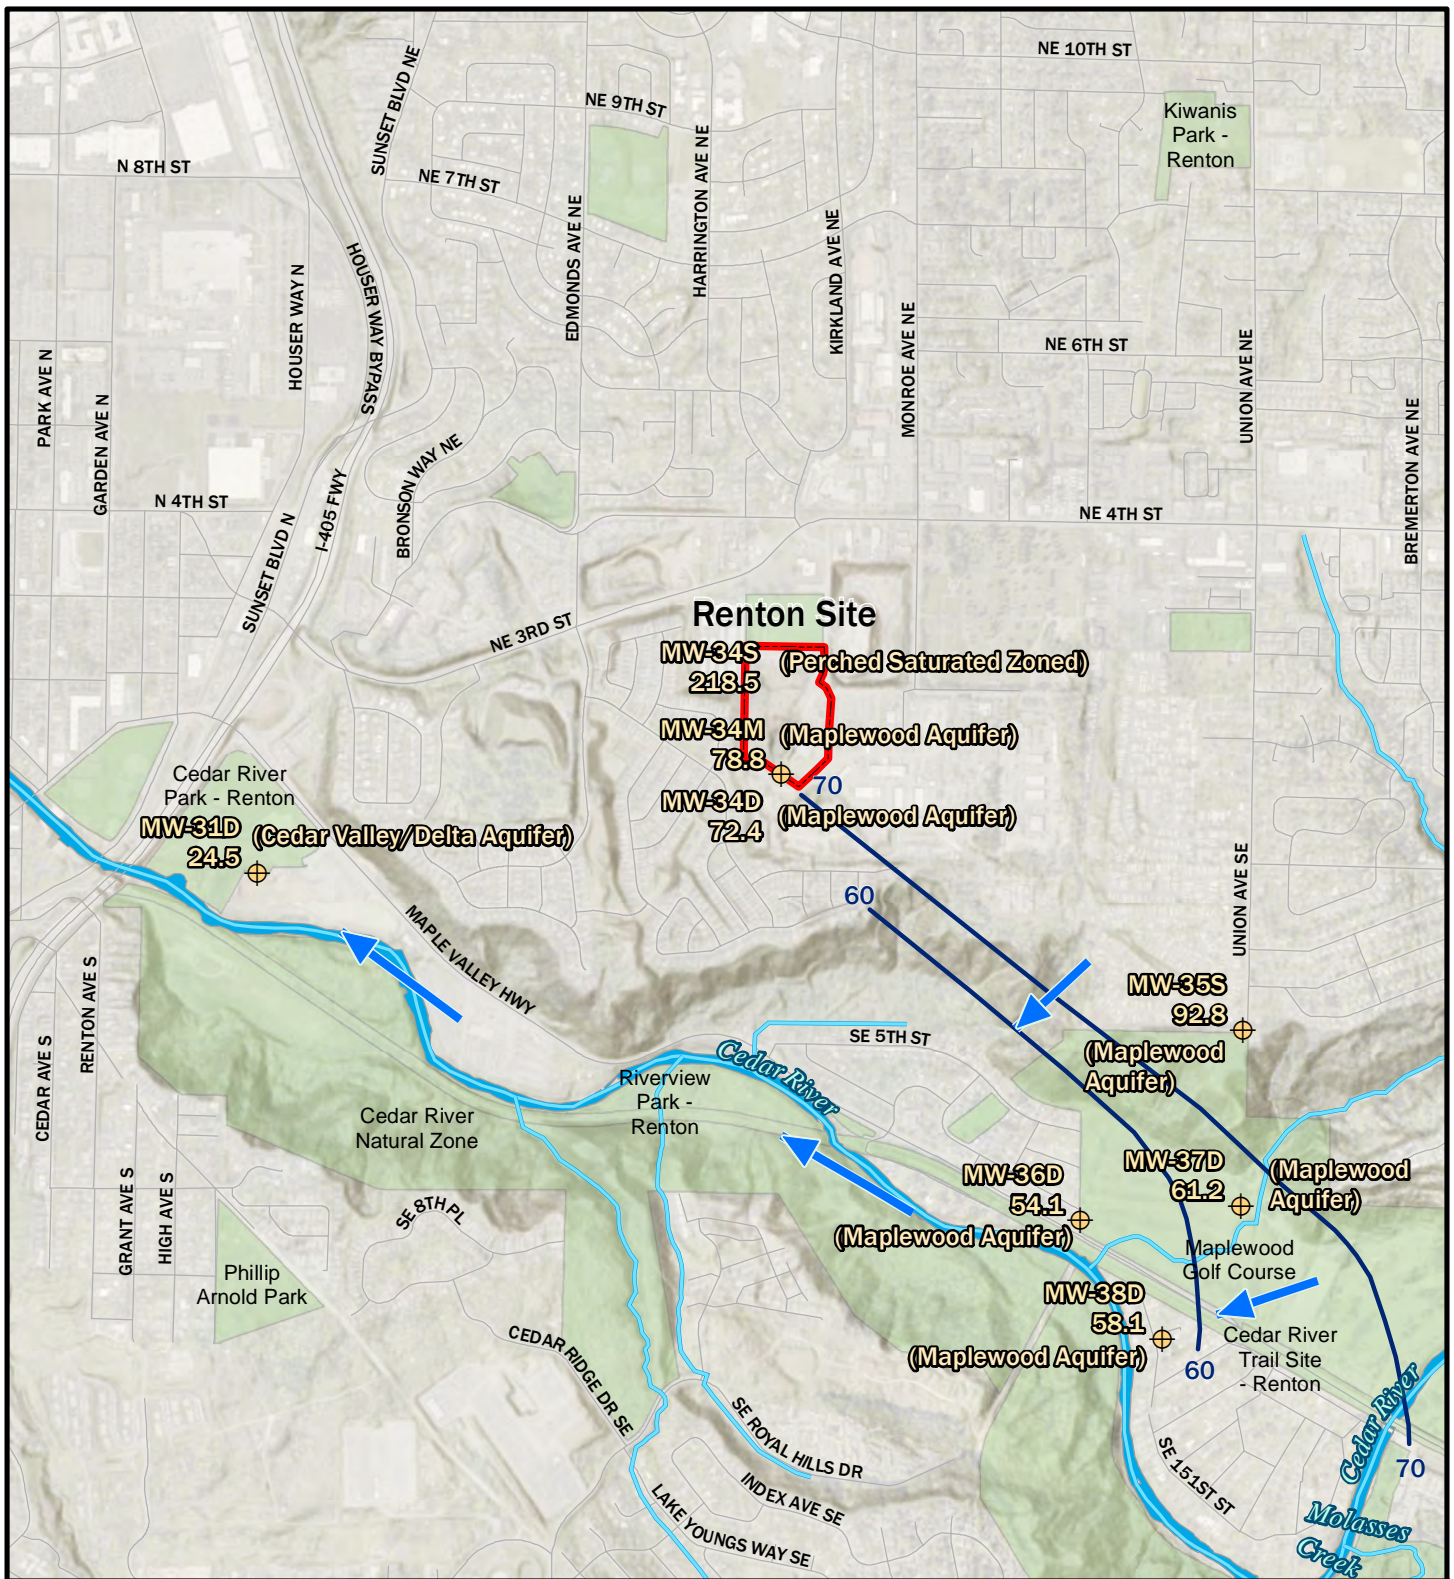 NE 10TH ST
SUNSET BLVD NE
NE 9TH ST
Kiwanis
Park -
Renton
N 8TH ST
NE 7TH ST
HARRINGTON AVE NE
EDMONDS AVE NE
KIRKLAND AVE NE
HOUSER WAY BYPASS
HOUSER WAY N
MONROE AVE NE
NE 6TH ST
UNION AVE NE
PARK AVE N
GARDEN AVE N
BREMERTON AVE NE
BRONSON WAY NE
I-405 FWY
N 4TH ST
NE 4TH ST
SUNSET BLVD N
NE 3RD ST
Renton Site
MW-34S
218.5
(Perched Saturated Zoned)
MW-34M
78.8
(Maplewood Aquifer)
70
MW-34D
72.4
(Maplewood Aquifer)
Cedar River
Park - Renton
MW-31D
24.5
(Cedar Valley/Delta Aquifer)
60
UNION AVE SE
MAPLE VALLEY HWY
MW-35S
92.8
(Maplewood
Aquifer)
RENTON AVE S
CEDAR AVE S
SE 5TH ST
Cedar River
Riverview
Park -
Renton
Cedar River
Natural Zone
MW-36D
54.1
(Maplewood Aquifer)
MW-37D
61.2
(Maplewood
Aquifer)
GRANT AVE S
HIGH AVE S
SE 8TH PL
Maplewood
Golf Course
Phillip
Arnold Park
MW-38D
58.1
(Maplewood Aquifer)
60
Cedar River
Trail Site
- Renton
CEDAR RIDGE DR SE
SE ROYAL HILLS DR
Cedar River
70
SE 151ST ST
INDEX AVE SE
LAKE YOUNGS WAY SE
Molasses
Creek